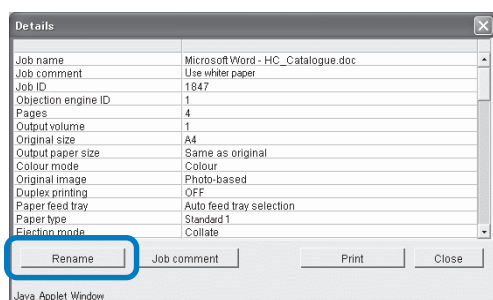 Details
Job name Microsoft Word - HC_Catalogue.doc
Job comment Use whiter paper
Job ID 1847
Objection engine ID 1
Pages 4
Output volume 1
Original size A4
Output paper size Same as original
Colour mode Colour
Original image Photo-based
Duplex printing OFF
Paper feed tray Auto feed tray selection
Paper type Standard 1
Ejection mode Collate
Rename Job comment Print Close
Java Applet Window